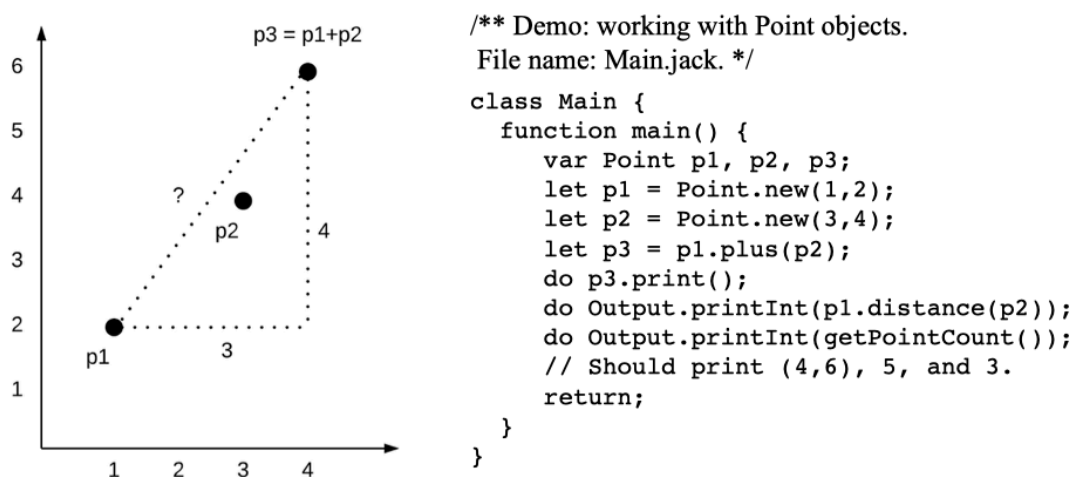 p3 = p1+p2
6
5
4
3
2
1
?
p2
4
p1
3
1 2 3 4
/** Demo: working with Point objects.
File name: Main.jack. */
class Main {
function main() {
var Point p1, p2, p3;
let p1 = Point.new(1,2);
let p2 = Point.new(3,4);
let p3 = p1.plus(p2);
do p3.print();
do Output.printInt(p1.distance(p2));
do Output.printInt(getPointCount());
// Should print (4,6), 5, and 3.
return;
}
}